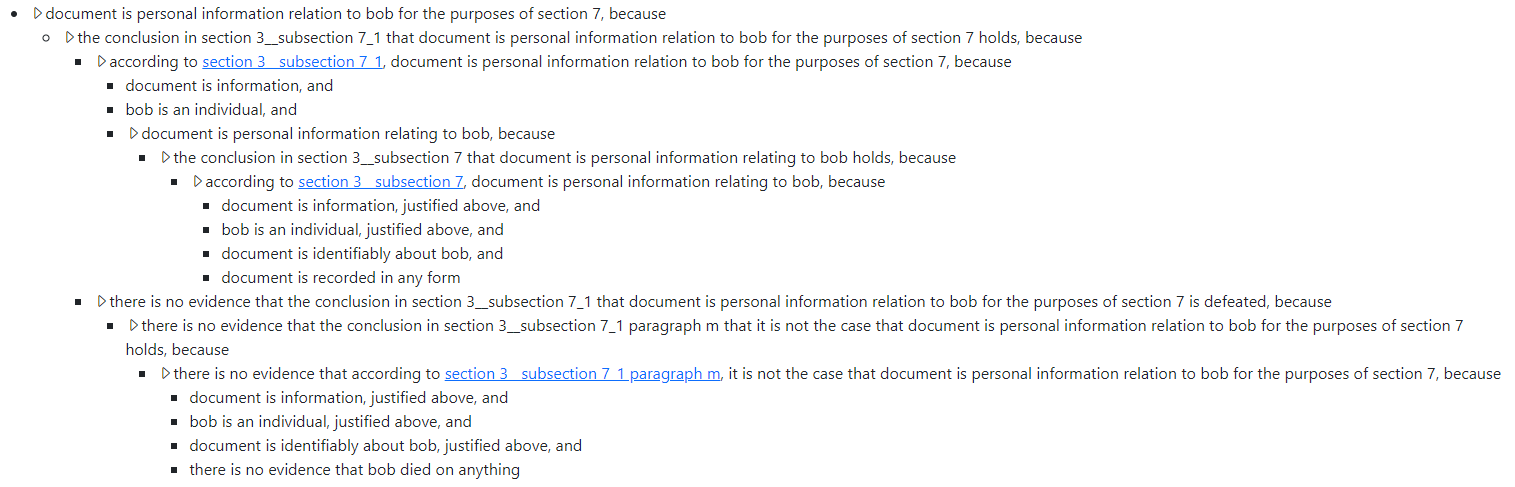 document is personal information relation to bob for the purposes of section 7, because
the conclusion in section 3__subsection 7_1 that document is personal information relation to bob for the purposes of section 7 holds, because
according to section 3__subsection 7_1, document is personal information relation to bob for the purposes of section 7, because
document is information, and
bob is an individual, and
document is personal information relating to bob, because
the conclusion in section 3__subsection 7 that document is personal information relating to bob holds, because
according to section 3__subsection 7, document is personal information relating to bob, because
document is information, justified above, and
bob is an individual, justified above, and
document is identifiably about bob, and
document is recorded in any form
there is no evidence that the conclusion in section 3__subsection 7_1 that document is personal information relation to bob for the purposes of section 7 is defeated, because
there is no evidence that the conclusion in section 3__subsection 7_1 paragraph m that it is not the case that document is personal information relation to bob for the purposes of section 7
holds, because
there is no evidence that according to section 3__subsection 7_1 paragraph m, it is not the case that document is personal information relation to bob for the purposes of section 7, because
document is information, justified above, and
bob is an individual, justified above, and
document is identifiably about bob, justified above, and
there is no evidence that bob died on anything